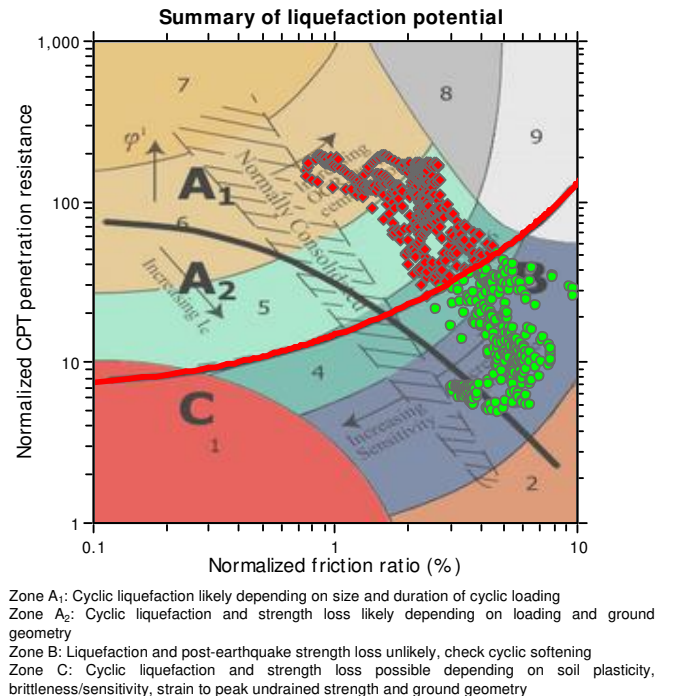 Summary of liquefaction potential
1,000
100
10
1
Normalized CPT penetration resistance
7
8
9
φ'
A1
6
A2
5
4
B
C
1
2
Normally Consolidated
Increasing
Increasing Ic
Increasing
Sensitivity
0.1
1
10
Normalized friction ratio (%)
Zone A1: Cyclic liquefaction likely depending on size and duration of cyclic loading
Zone A2: Cyclic liquefaction and strength loss likely depending on loading and ground
geometry
Zone B: Liquefaction and post-earthquake strength loss unlikely, check cyclic softening
Zone C: Cyclic liquefaction and strength loss possible depending on soil plasticity,
brittleness/sensitivity, strain to peak undrained strength and ground geometry